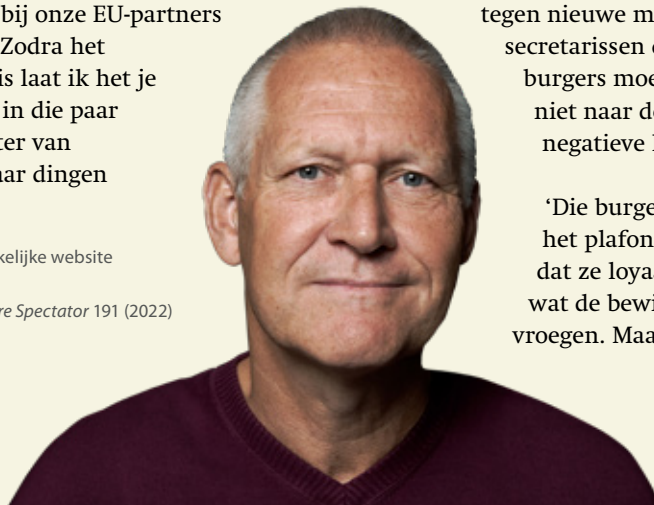 bij onze EU-partners
Zodra het
is laat ik het je
in die paar
ter van
ar dingen
kelijke website
re Spectator 191 (2022)
tegen nieuwe m
secretarissen
burgers moe
niet naar d
negatieve
‘Die burge
het plafon
dat ze loya
wat de bewi
vroegen. Maa